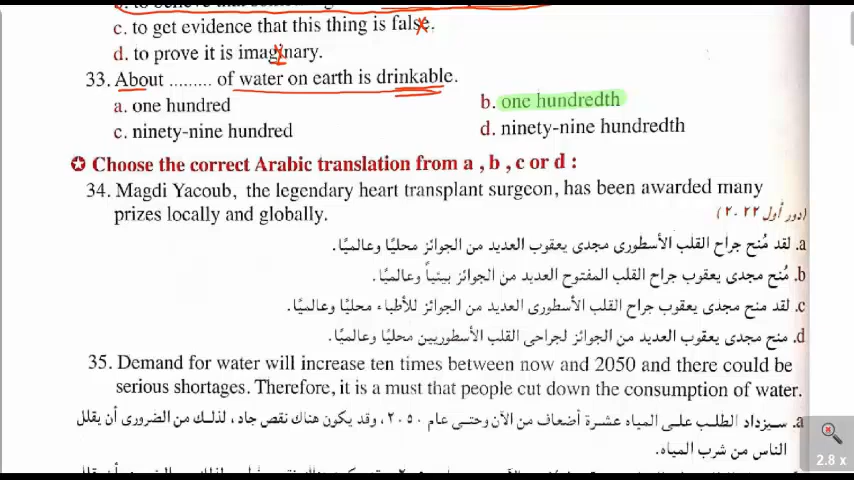 c. to get evidence that this thing is false.
d. to prove it is imaginary.
33. About ......... of water on earth is drinkable.
a. one hundred
b. one hundredth
c. ninety-nine hundred
d. ninety-nine hundredth
✪ Choose the correct Arabic translation from a , b , c or d :
34. Magdi Yacoub, the legendary heart transplant surgeon, has been awarded many
prizes locally and globally.
(دور أول ٢٠٢٢)
a. لقد مُنح جراح القلب الأسطورى مجدى يعقوب العديد من الجوائز محليًا وعالميًا.
b. مُنح مجدى يعقوب جراح القلب المفتوح العديد من الجوائز بيئياً وعالميًا.
c. لقد منح مجدى يعقوب جراح القلب الأسطورى العديد من الجوائز للأطباء محليًا وعالميًا.
d. منح مجدى يعقوب العديد من الجوائز لجراحى القلب الأسطوريين محليًا وعالميًا.
35. Demand for water will increase ten times between now and 2050 and there could be
serious shortages. Therefore, it is a must that people cut down the consumption of water.
a. سيزداد الطلب على المياه عشرة أضعاف من الآن وحتى عام ٢٠٥٠، وقد يكون هناك نقص جاد، لذلك من الضرورى أن يقلل
الناس من شرب المياه.
2.8 x